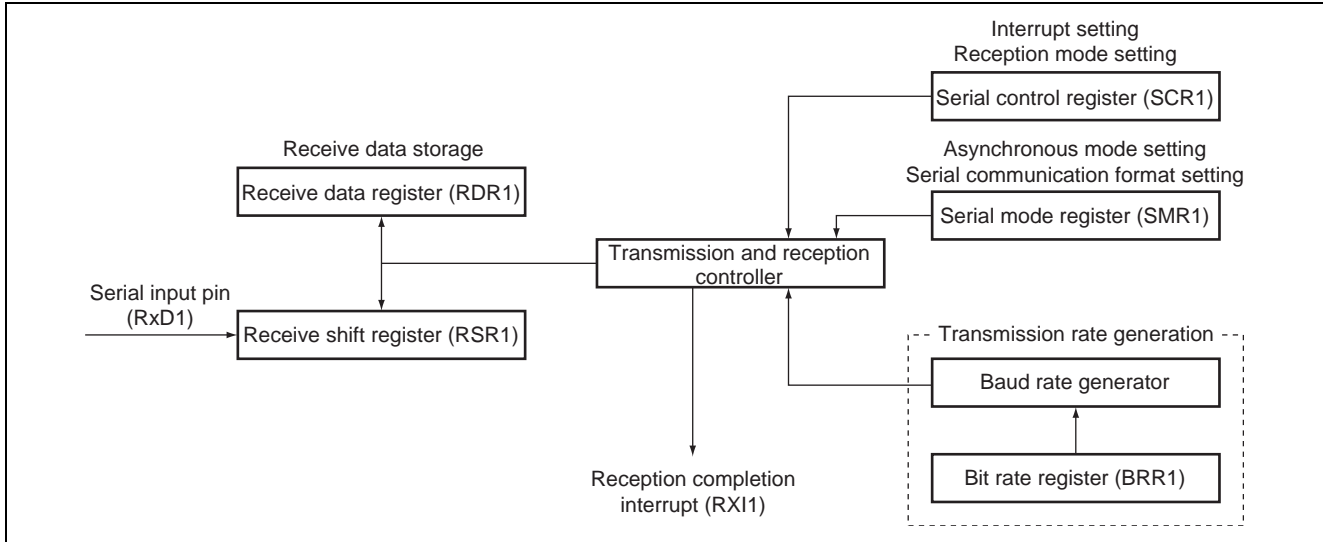 Interrupt setting
Reception mode setting
Serial control register (SCR1)
Receive data storage
Receive data register (RDR1)
Asynchronous mode setting
Serial communication format setting
Serial mode register (SMR1)
Transmission and reception
controller
Serial input pin
(RxD1)
Receive shift register (RSR1)
Transmission rate generation
Baud rate generator
Bit rate register (BRR1)
Reception completion
interrupt (RXI1)